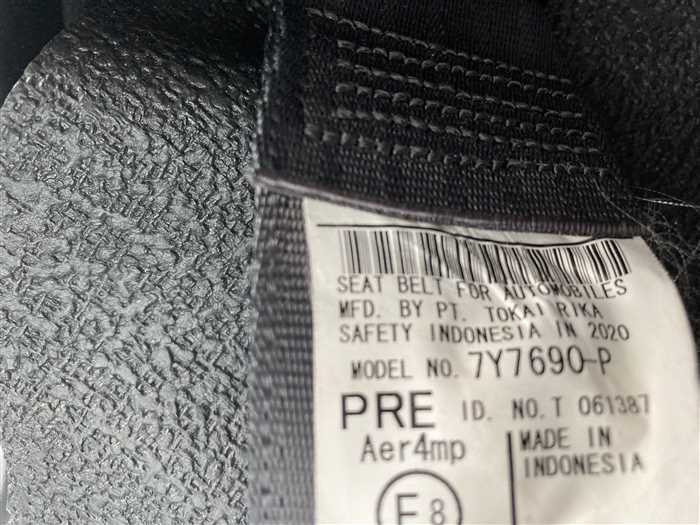 SEAT BELT FOR AUTOMOBILES
MFD. BY PT. TOKAI RIKA
SAFETY INDONESIA IN 2020
MODEL NO. 7Y7690-P
PRE ID. NO. T 061387
Aer4mp
MADE IN
INDONESIA
E8